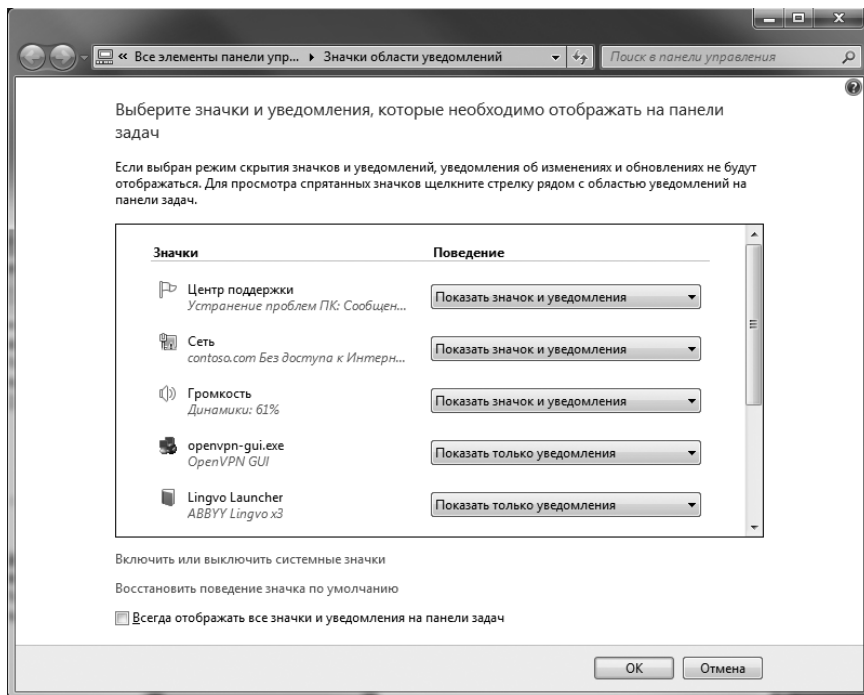 « Все элементы панели упр... ▸ Значки области уведомлений
Поиск в панели управления
Выберите значки и уведомления, которые необходимо отображать на панели
задач
Если выбран режим скрытия значков и уведомлений, уведомления об изменениях и обновлениях не будут
отображаться. Для просмотра спрятанных значков щелкните стрелку рядом с областью уведомлений на
панели задач.
Значки Поведение
Центр поддержки
Устранение проблем ПК: Сообщен...
Показать значок и уведомления
Сеть
contoso.com Без доступа к Интерн...
Показать значок и уведомления
Громкость
Динамики: 61%
Показать значок и уведомления
openvpn-gui.exe
OpenVPN GUI
Показать только уведомления
Lingvo Launcher
ABBYY Lingvo x3
Показать только уведомления
Включить или выключить системные значки
Восстановить поведение значка по умолчанию
Всегда отображать все значки и уведомления на панели задач
ОК Отмена